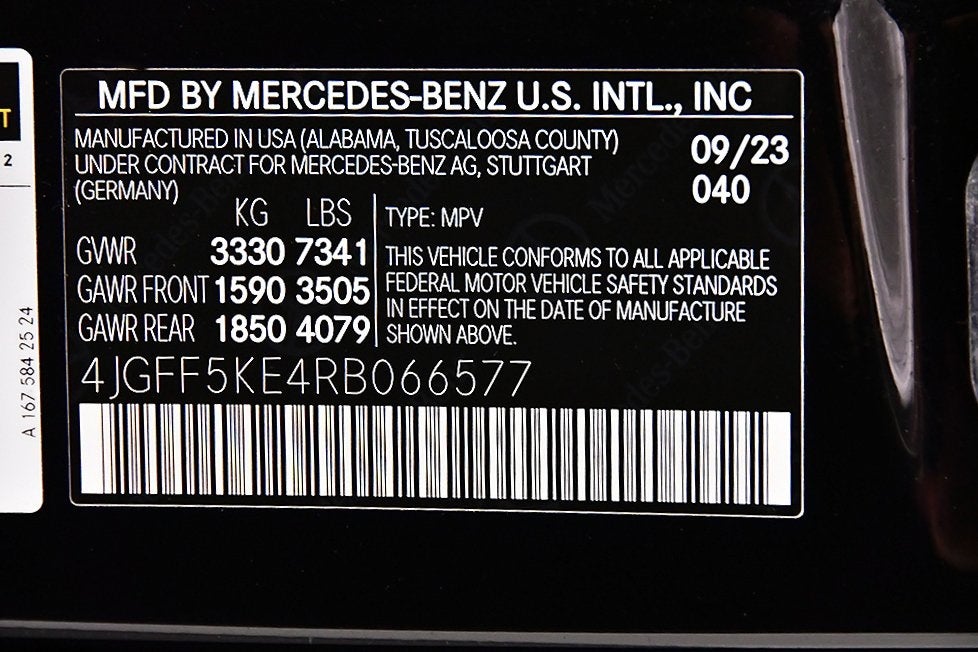 MFD BY MERCEDES-BENZ U.S. INTL., INC
MANUFACTURED IN USA (ALABAMA, TUSCALOOSA COUNTY)
UNDER CONTRACT FOR MERCEDES-BENZ AG, STUTTGART
(GERMANY)
09/23
040
KG LBS
GVWR 3330 7341
GAWR FRONT 1590 3505
GAWR REAR 1850 4079
TYPE: MPV
THIS VEHICLE CONFORMS TO ALL APPLICABLE
FEDERAL MOTOR VEHICLE SAFETY STANDARDS
IN EFFECT ON THE DATE OF MANUFACTURE
SHOWN ABOVE.
4JGFF5KE4RB066577
T
2
A 167 584 25 24